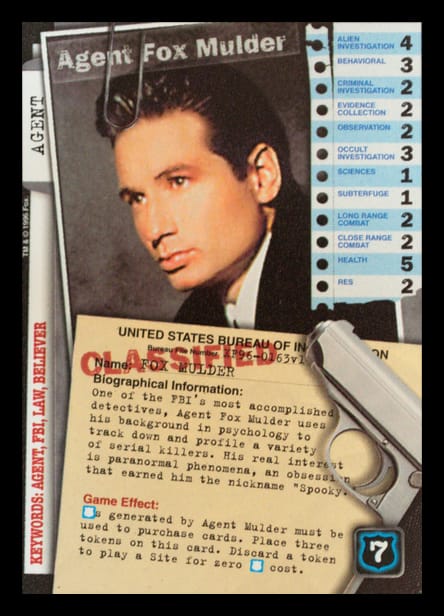 Agent Fox Mulder
AGENT
TM & © 1996 Fox.
KEYWORDS: AGENT, FBI, LAW, BELIEVER
ALIEN INVESTIGATION 4
BEHAVIORAL 3
CRIMINAL INVESTIGATION 2
EVIDENCE COLLECTION 2
OBSERVATION 2
OCCULT INVESTIGATION 3
SCIENCES 1
SUBTERFUGE 1
LONG RANGE COMBAT 2
CLOSE RANGE COMBAT 2
HEALTH 5
RES 2
UNITED STATES BUREAU OF IN ON
Bureau File Number XF96-0163v1
CLASSIFIED
Name: FOX MULDER
Biographical Information:
One of the FBI's most accomplished
detectives, Agent Fox Mulder uses
his background in psychology to
track down and profile a variety
of serial killers. His real interest
is paranormal phenomena, an obsession
that earned him the nickname "Spooky."
Game Effect:
s generated by Agent Mulder must be
used to purchase cards. Place three
tokens on this card. Discard a token
to play a Site for zero cost.
7